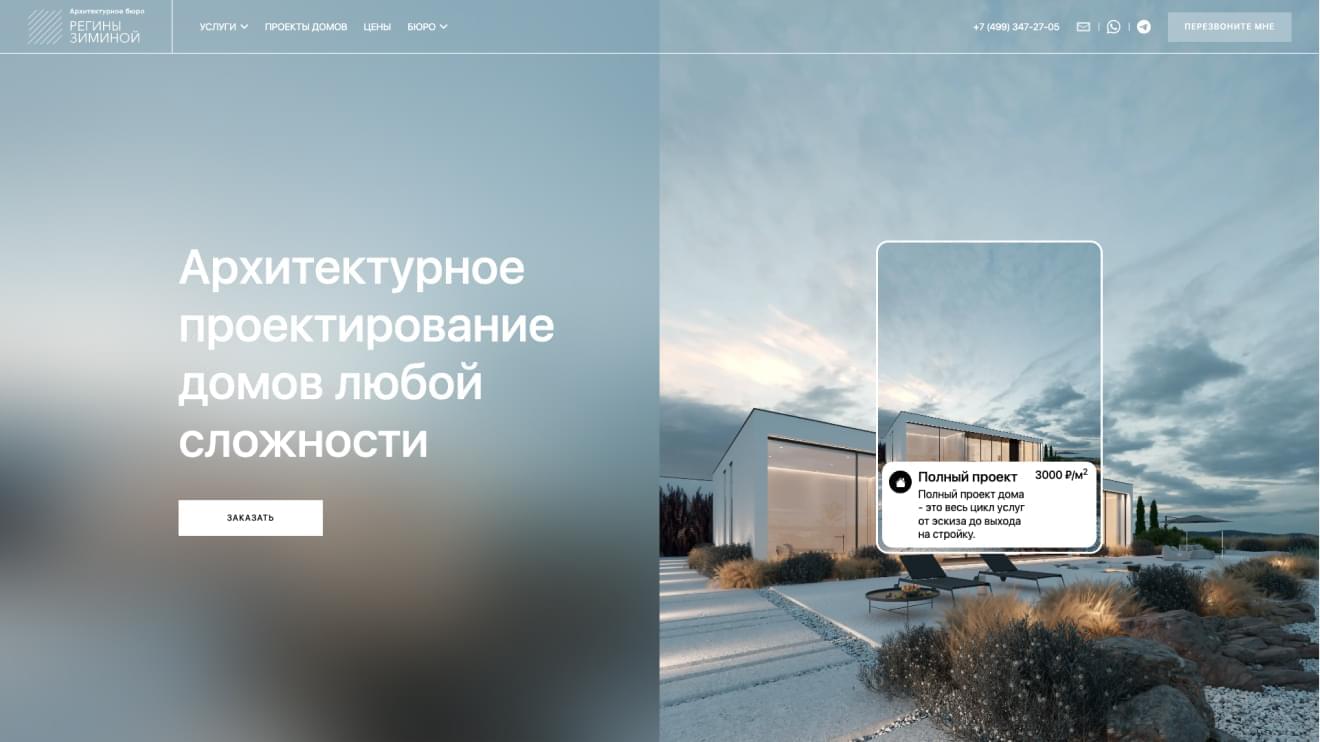 Архитектурное бюро
РЕГИНЫ
ЗИМИНОЙ
УСЛУГИ
ПРОЕКТЫ ДОМОВ
ЦЕНЫ
БЮРО
+7 (499) 347-27-05
ПЕРЕЗВОНИТЕ МНЕ
Архитектурное
проектирование
домов любой
сложности
ЗАКАЗАТЬ
Полный проект 3000 ₽/м²
Полный проект дома
- это весь цикл услуг
от эскиза до выхода
на стройку.